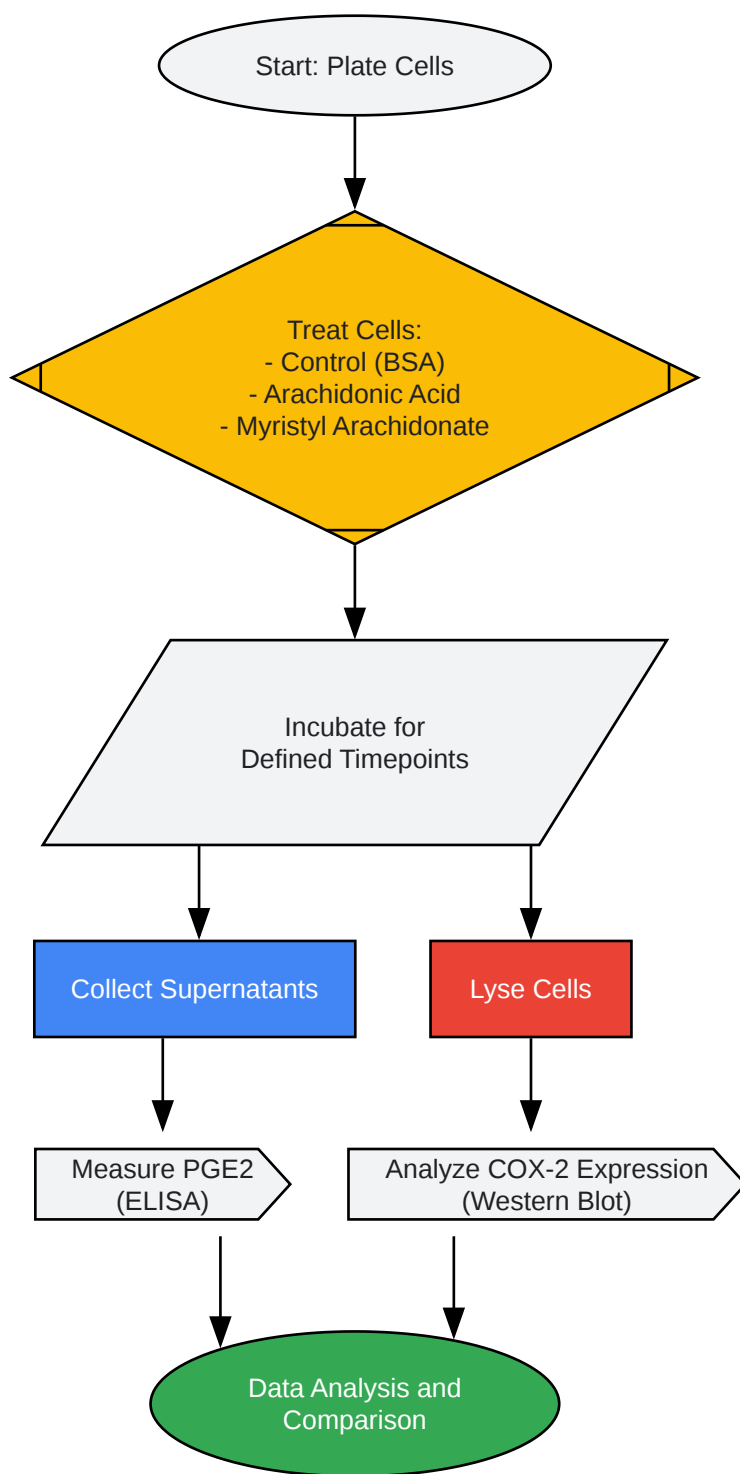 Start: Plate Cells
Treat Cells:
- Control (BSA)
- Arachidonic Acid
- Myristyl Arachidonate
Incubate for
Defined Timepoints
Collect Supernatants
Lyse Cells
Measure PGE2
(ELISA)
Analyze COX-2 Expression
(Western Blot)
Data Analysis and
Comparison